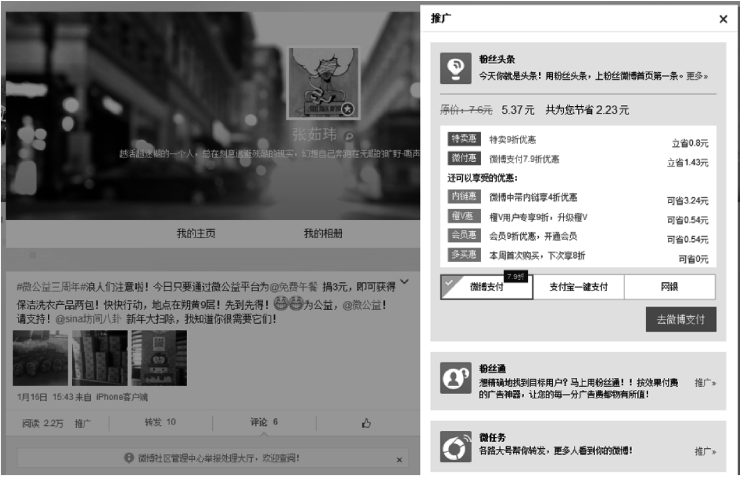 张茹玮
我的主页
我的相册
#微公益三周年#浪人们注意啦！今日只要通过微公益平台为@免费午餐 捐3元，即可获得
保洁洗衣产品两包！快快行动，地点在朔黄9层！先到先得！为公益，@微公益！
请支持！@sina坊间八卦 新年大扫除，我知道你很需要它们！
1月16日 15:43 来自 iPhone客户端
阅读 2.2万 推广
转发 10
评论 6
微博社区管理中心举报处理大厅，欢迎查阅！
推广
粉丝头条
今天你就是头条！用粉丝头条，上粉丝微博首页第一条。更多»
原价：7.6元 5.37元 共为您节省 2.23元
特卖惠 特卖9折优惠 立省0.8元
微付惠 微博支付7.9折优惠 立省1.43元
还可以享受的优惠：
内链惠 微博中带内链享4折优惠 可省3.24元
橙V惠 橙V用户专享9折，升级橙V 可省0.54元
会员惠 会员9折优惠，开通会员 可省0.54元
多买惠 本周首次购买，下次享8折 可省0元
7.9折
微博支付 支付宝一键支付 网银
去微博支付
粉丝通
想精确地找到目标用户？马上用粉丝通！！按效果付费 推广»
的广告神器，让您的每一分广告费都物有所值！
微任务
各路大号帮你转发，更多人看到你的微博！ 推广»